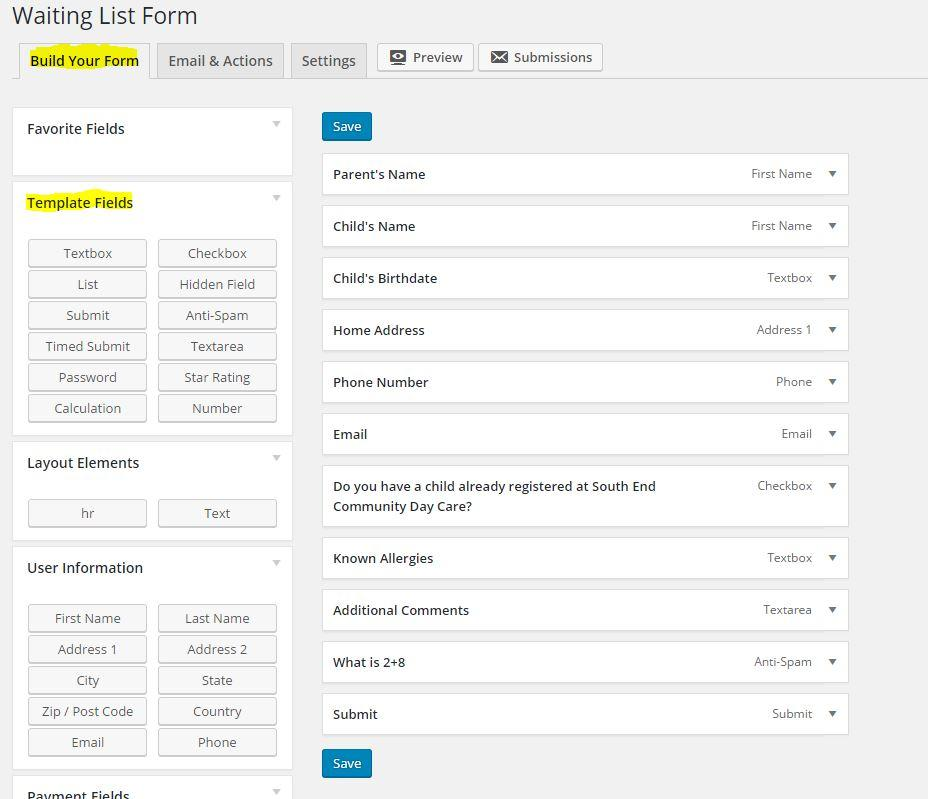 Waiting List Form
Build Your Form
Email & Actions
Settings
Preview
Submissions
Favorite Fields
Template Fields
Textbox
Checkbox
List
Hidden Field
Submit
Anti-Spam
Timed Submit
Textarea
Password
Star Rating
Calculation
Number
Layout Elements
hr
Text
User Information
First Name
Last Name
Address 1
Address 2
City
State
Zip / Post Code
Country
Email
Phone
Payment Fields
Save
Parent's Name
First Name
Child's Name
First Name
Child's Birthdate
Textbox
Home Address
Address 1
Phone Number
Phone
Email
Email
Do you have a child already registered at South End
Community Day Care?
Checkbox
Known Allergies
Textbox
Additional Comments
Textarea
What is 2+8
Anti-Spam
Submit
Submit
Save